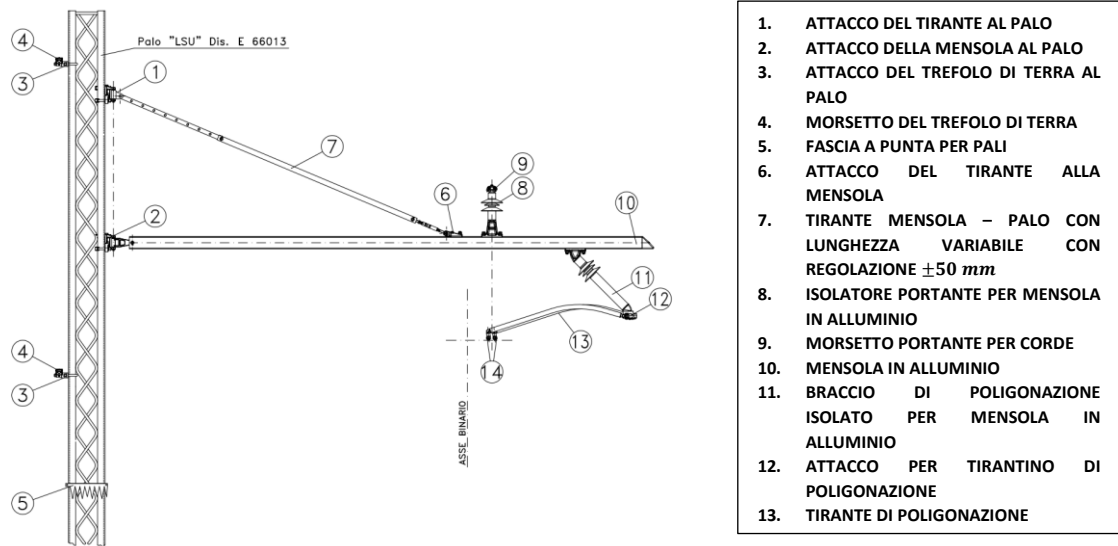 4
Palo "LSU" Dis. E 66013
3
1
7
9
8
6
10
2
11
12
13
14
4
3
ASSE BINARIO
5
1. ATTACCO DEL TIRANTE AL PALO
2. ATTACCO DELLA MENSOLA AL PALO
3. ATTACCO DEL TREFOLO DI TERRA AL
PALO
4. MORSETTO DEL TREFOLO DI TERRA
5. FASCIA A PUNTA PER PALI
6. ATTACCO DEL TIRANTE ALLA
MENSOLA
7. TIRANTE MENSOLA – PALO CON
LUNGHEZZA VARIABILE CON
REGOLAZIONE ±50 mm
8. ISOLATORE PORTANTE PER MENSOLA
IN ALLUMINIO
9. MORSETTO PORTANTE PER CORDE
10. MENSOLA IN ALLUMINIO
11. BRACCIO DI POLIGONAZIONE
ISOLATO PER MENSOLA IN
ALLUMINIO
12. ATTACCO PER TIRANTINO DI
POLIGONAZIONE
13. TIRANTE DI POLIGONAZIONE